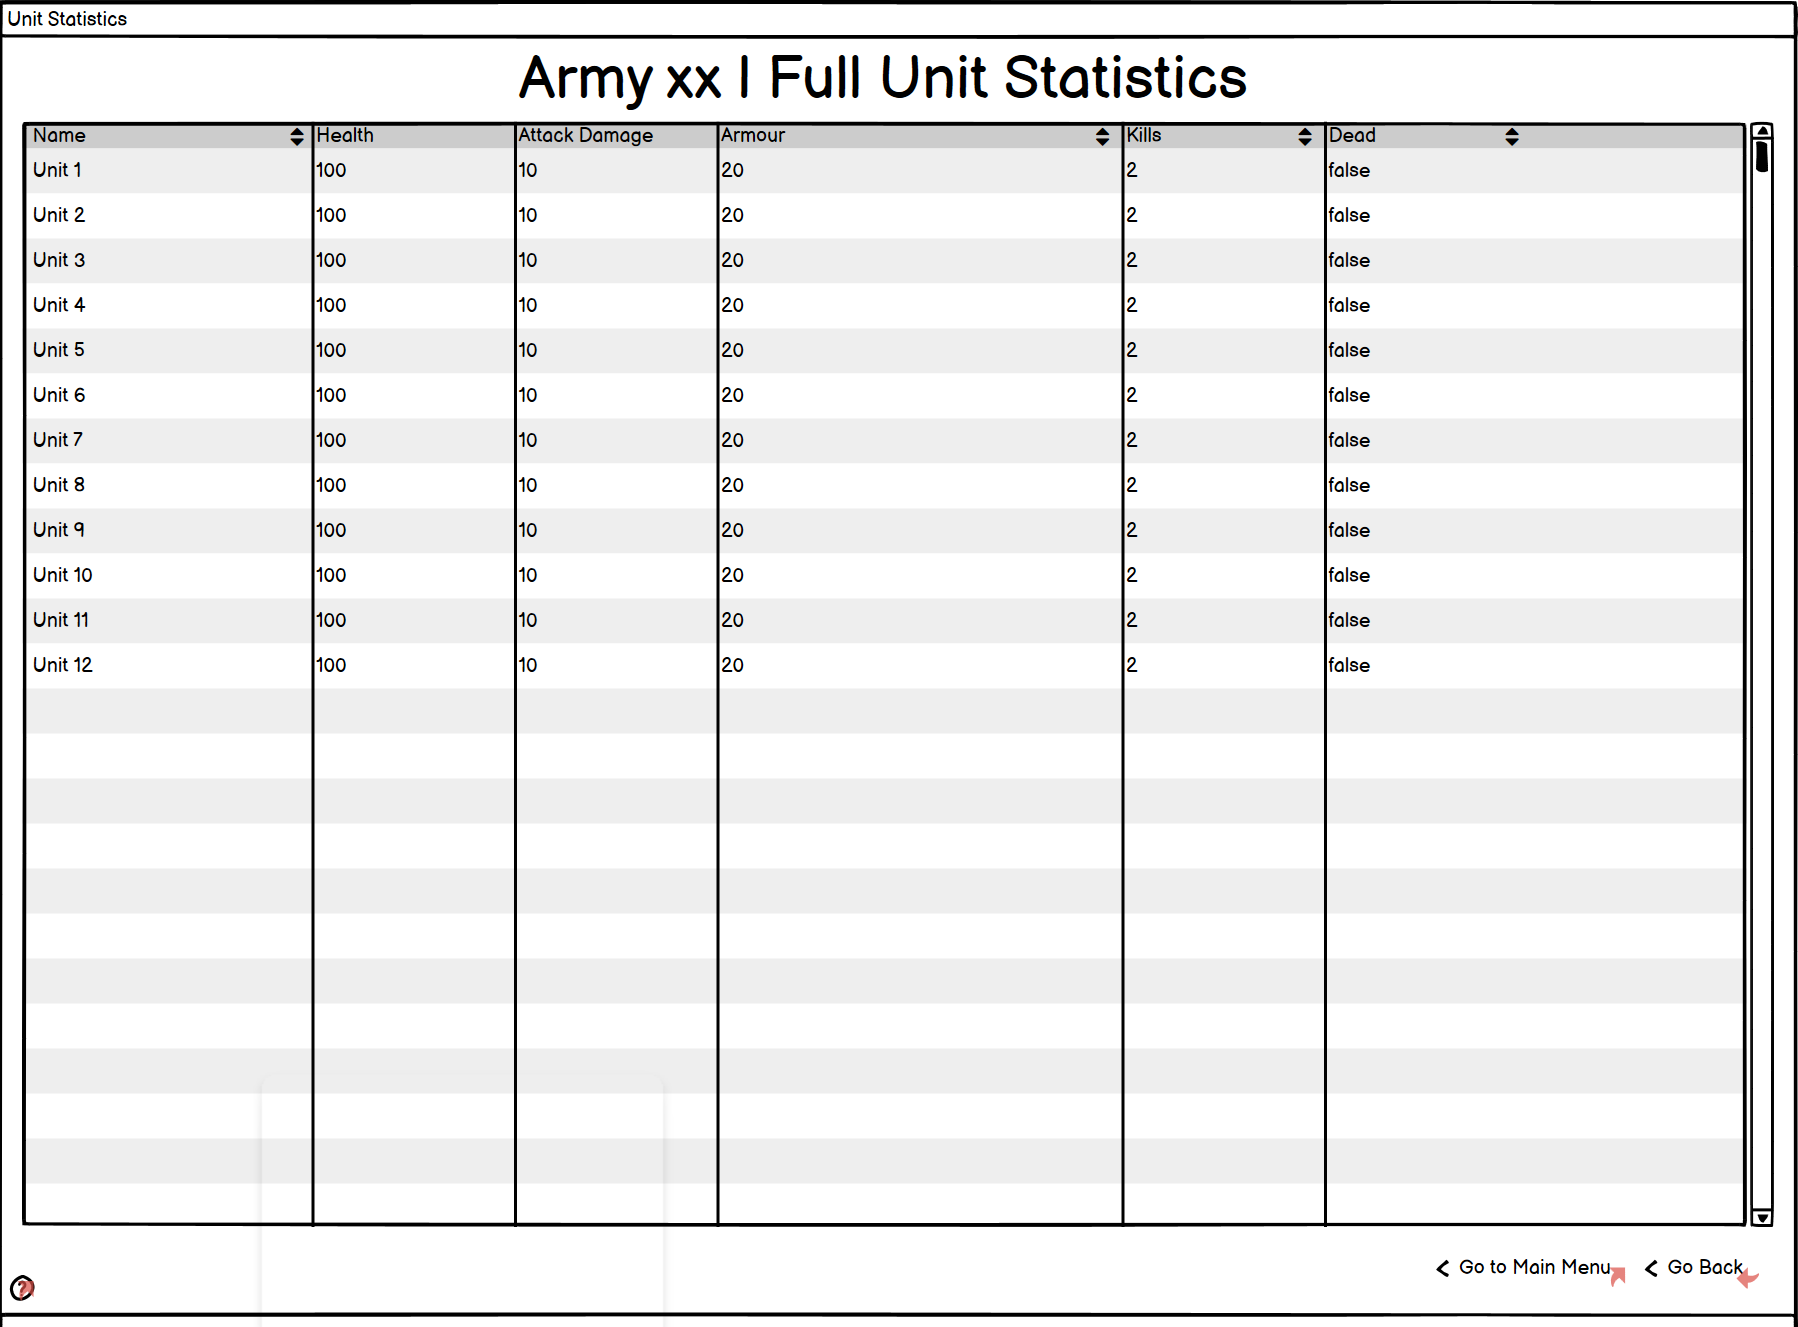 Unit Statistics
Army xx | Full Unit Statistics
Name Health Attack Damage Armour Kills Dead
Unit 1 100 10 20 2 false
Unit 2 100 10 20 2 false
Unit 3 100 10 20 2 false
Unit 4 100 10 20 2 false
Unit 5 100 10 20 2 false
Unit 6 100 10 20 2 false
Unit 7 100 10 20 2 false
Unit 8 100 10 20 2 false
Unit 9 100 10 20 2 false
Unit 10 100 10 20 2 false
Unit 11 100 10 20 2 false
Unit 12 100 10 20 2 false
< Go to Main Menu < Go Back
?